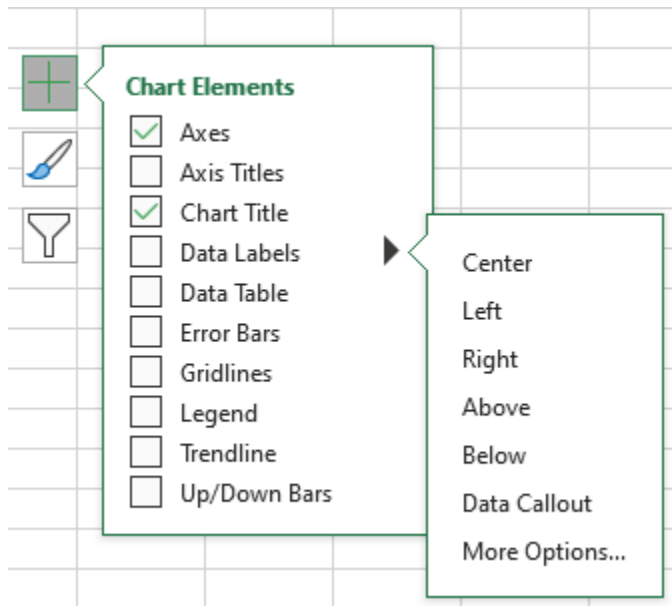 Chart Elements
Axes
Axis Titles
Chart Title
Data Labels
Data Table
Error Bars
Gridlines
Legend
Trendline
Up/Down Bars
Center
Left
Right
Above
Below
Data Callout
More Options...